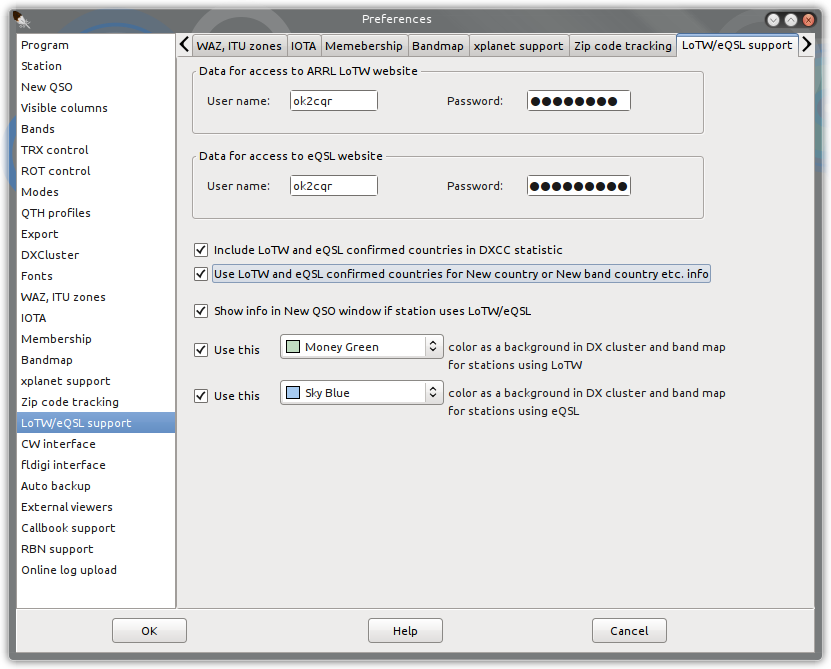 Preferences
Program
Station
New QSO
Visible columns
Bands
TRX control
ROT control
Modes
QTH profiles
Export
DXCluster
Fonts
WAZ, ITU zones
IOTA
Membership
Bandmap
xplanet support
Zip code tracking
LoTW/eQSL support
CW interface
fldigi interface
Auto backup
External viewers
Callbook support
RBN support
Online log upload
WAZ, ITU zones IOTA Memebership Bandmap xplanet support Zip code tracking LoTW/eQSL support
Data for access to ARRL LoTW website
User name: ok2cqr Password: ●●●●●●●●
Data for access to eQSL website
User name: ok2cqr Password: ●●●●●●●●●
Include LoTW and eQSL confirmed countries in DXCC statistic
Use LoTW and eQSL confirmed countries for New country or New band country etc. info
Show info in New QSO window if station uses LoTW/eQSL
Use this Money Green color as a background in DX cluster and band map
for stations using LoTW
Use this Sky Blue color as a background in DX cluster and band map
for stations using eQSL
OK Help Cancel